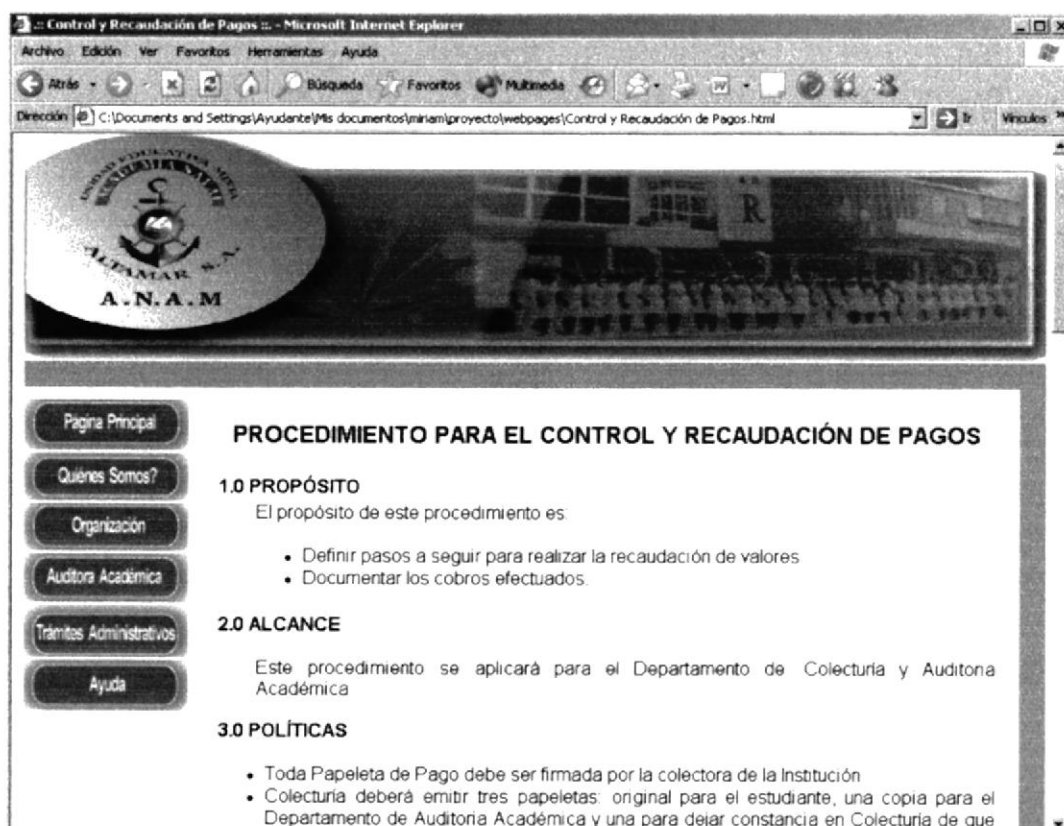 .:: Control y Recaudación de Pagos ::. - Microsoft Internet Explorer
Archivo Edición Ver Favoritos Herramientas Ayuda
Atrás Búsqueda Favoritos Multimedia
Dirección C:\Documents and Settings\Ayudante\Mis documentos\miriam\proyecto\webpages\Control y Recaudación de Pagos.html Ir Vínculos »
ALTAMAR S.A.
A.N.A.M
A
R
Página Principal
Quiénes Somos?
Organización
Auditora Académica
Trámites Administrativos
Ayuda
PROCEDIMIENTO PARA EL CONTROL Y RECAUDACIÓN DE PAGOS
1.0 PROPÓSITO
El propósito de este procedimiento es:
• Definir pasos a seguir para realizar la recaudación de valores
• Documentar los cobros efectuados.
2.0 ALCANCE
Este procedimiento se aplicará para el Departamento de Colecturía y Auditoria
Académica
3.0 POLÍTICAS
• Toda Papeleta de Pago debe ser firmada por la colectora de la Institución
• Colecturía deberá emitir tres papeletas: original para el estudiante, una copia para el
Departamento de Auditoria Académica y una para dejar constancia en Colecturía de que